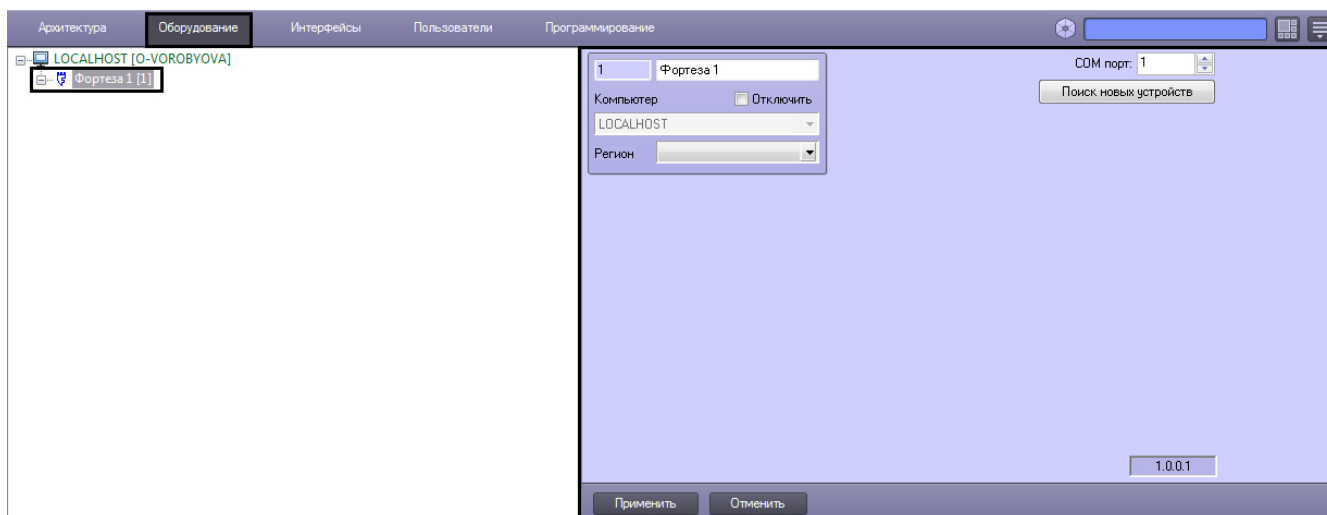 Архитектура Оборудование Интерфейсы Пользователи Программирование
LOCALHOST [O-VOROBYOVA]
Фортеза 1 [1]
1 Фортеза 1
Компьютер Отключить
LOCALHOST
Регион
COM порт: 1
Поиск новых устройств
1.0.0.1
Применить Отменить